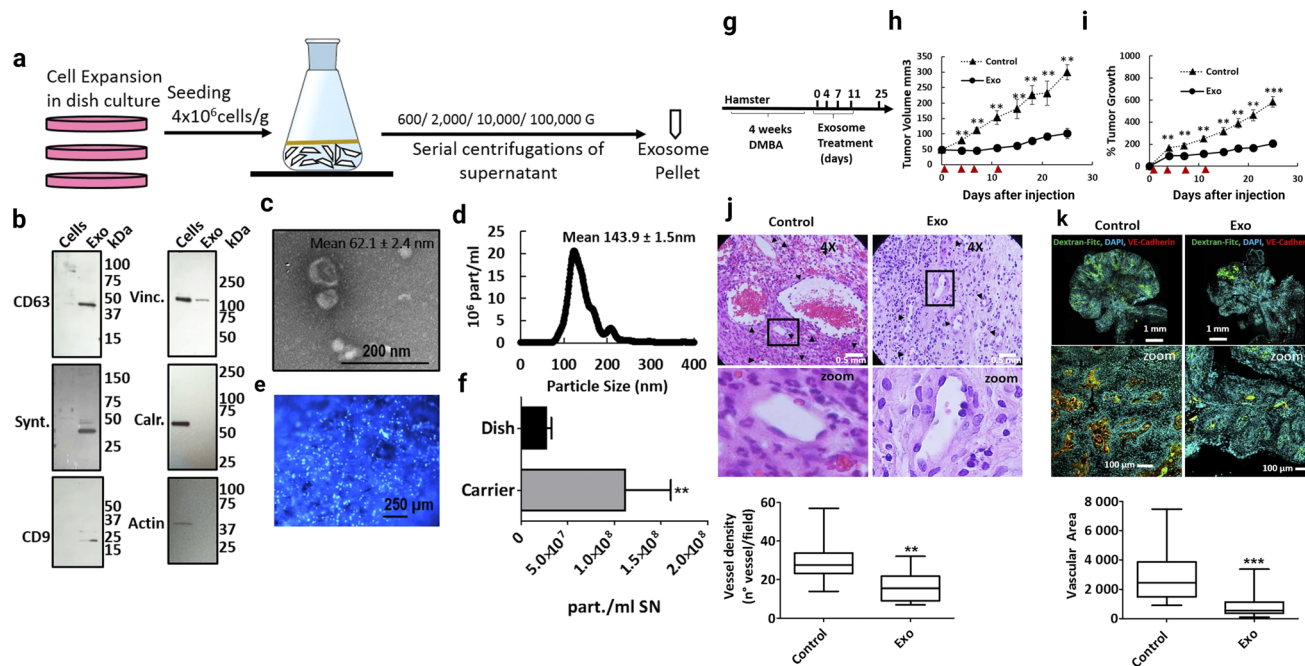 a
Cell Expansion
in dish culture
Seeding
4x10⁶cells/g
600/ 2,000/ 10,000/ 100,000 G
Serial centrifugations of
supernatant
Exosome
Pellet
b
Cells
Exo
kDa
CD63
100
75
50
37
15
Synt.
150
75
50
25
CD9
50
37
25
15
Cells
Exo
kDa
Vinc.
250
100
75
50
Calr.
250
100
75
50
25
Actin
100
75
50
37
25
c
Mean 62.1 ± 2.4 nm
200 nm
d
Mean 143.9 ± 1.5nm
10⁶ part/ml
25
20
15
10
5
0
0 100 200 300 400
Particle Size (nm)
e
250 µm
f
Dish
Carrier
**
0
5.0×10⁷
1.0×10⁸
1.5×10⁸
2.0×10⁸
part./ml SN
g
0 4 7 11 25
Hamster
4 weeks
DMBA
Exosome
Treatment
(days)
h
Tumor Volume mm3
350
300
250
200
150
100
50
0
Control
Exo
** ** ** ** ** ** **
0 10 20 30
Days after injection
i
% Tumor Growth
1000
800
600
400
200
0
Control
Exo
** ** ** ** ** ** ***
0 10 20 30
Days after injection
j
Control
Exo
4X
4X
0.5 mm
0.5 mm
zoom
zoom
Vessel density
(n° vessel/field)
60
40
20
0
**
Control
Exo
k
Control
Exo
Dextran-Fitc, DAPI, VE-Cadherin
Dextran-Fitc, DAPI, VE-Cadherin
1 mm
1 mm
zoom
zoom
100 µm
100 µm
Vascular Area
8 000
6 000
4 000
2 000
0
***
Control
Exo